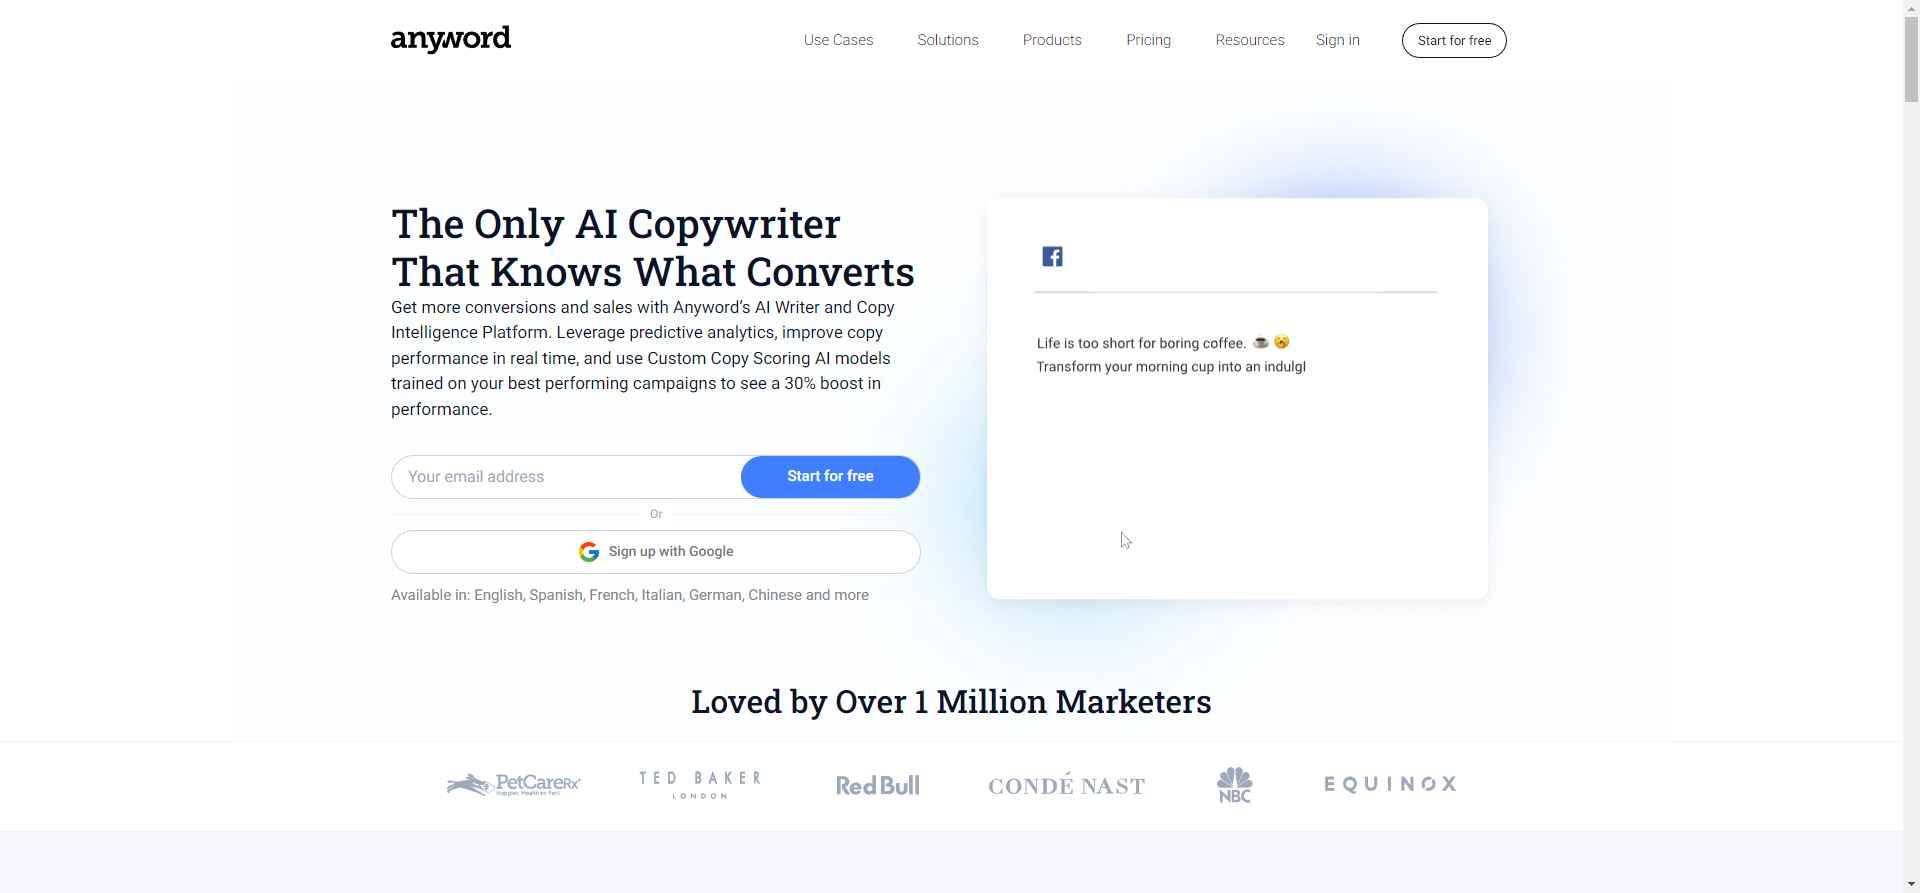 anyword
Use Cases
Solutions
Products
Pricing
Resources
Sign in
Start for free
The Only AI Copywriter
That Knows What Converts
Get more conversions and sales with Anyword’s AI Writer and Copy
Intelligence Platform. Leverage predictive analytics, improve copy
performance in real time, and use Custom Copy Scoring AI models
trained on your best performing campaigns to see a 30% boost in
performance.
Your email address
Start for free
Or
Sign up with Google
Available in: English, Spanish, French, Italian, German, Chinese and more
Life is too short for boring coffee. ☕ 😵
Transform your morning cup into an indulgl
Loved by Over 1 Million Marketers
PetCareRx
Happier, Healthier Pets
TED BAKER
LONDON
Red Bull
CONDÉ NAST
NBC
EQUINOX